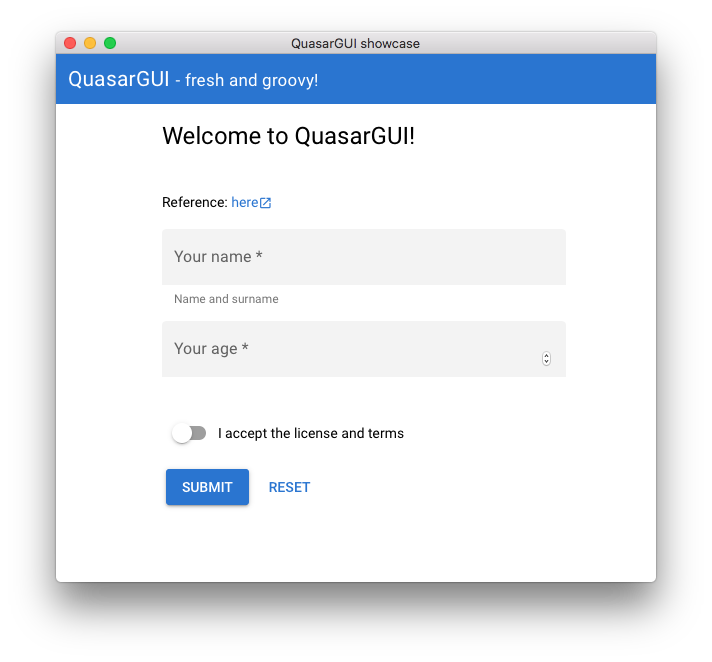 QuasarGUI showcase
QuasarGUI - fresh and groovy!
Welcome to QuasarGUI!
Reference: here
Your name *
Name and surname
Your age *
I accept the license and terms
SUBMIT RESET